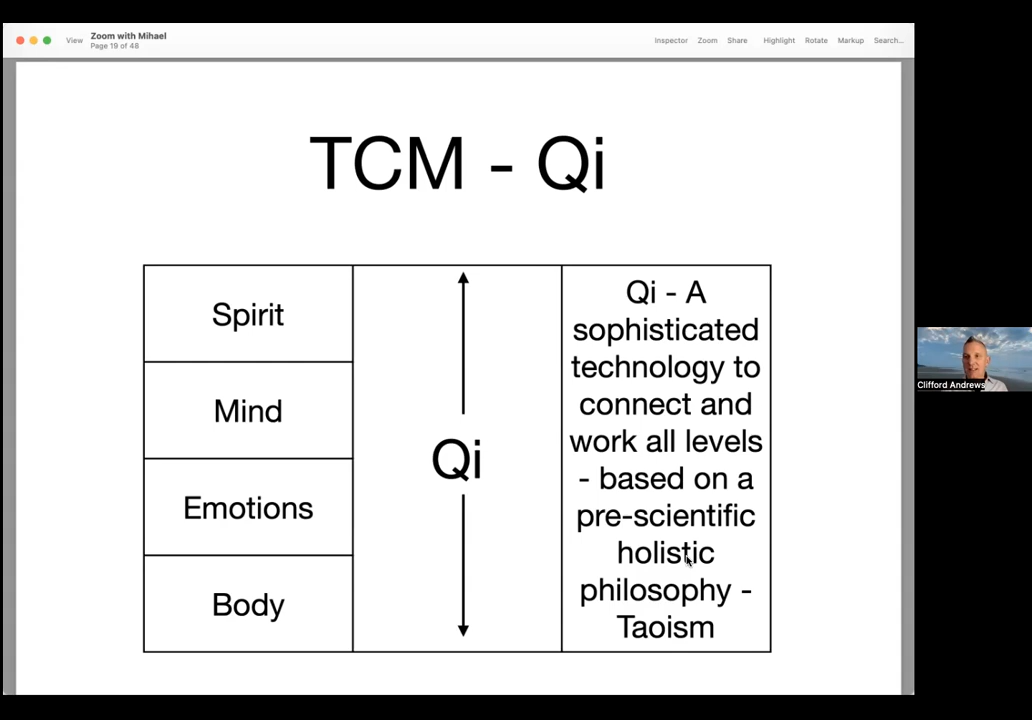 View
Zoom with Mihael
Page 19 of 48
Inspector Zoom Share Highlight Rotate Markup Search...
TCM - Qi
Spirit
Mind
Emotions
Body
Qi
Qi - A
sophisticated
technology to
connect and
work all levels
- based on a
pre-scientific
holistic
philosophy -
Taoism
Clifford Andrews